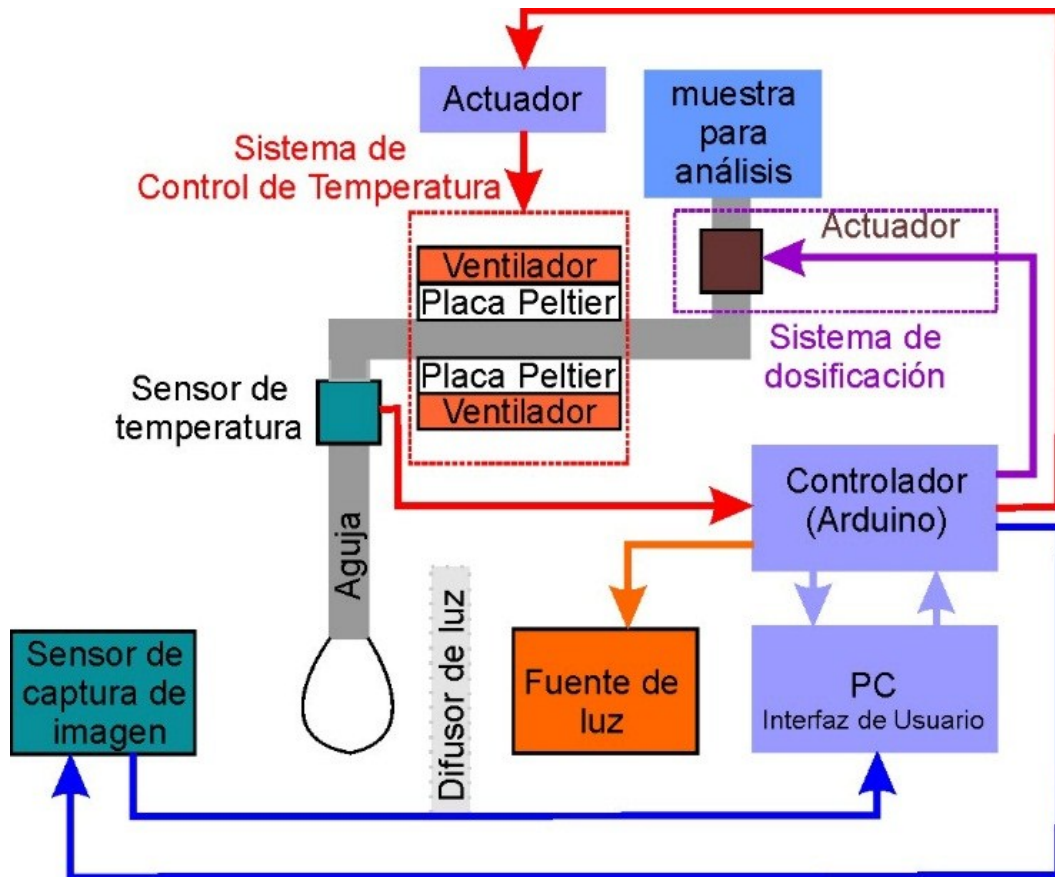 Actuador
muestra
para
análisis
Sistema de
Control de Temperatura
Actuador
Ventilador
Placa Peltier
Sistema de
dosificación
Placa Peltier
Ventilador
Sensor de
temperatura
Controlador
(Arduino)
Aguja
Difusor de luz
Sensor de
captura de
imagen
Fuente de
luz
PC
Interfaz de Usuario